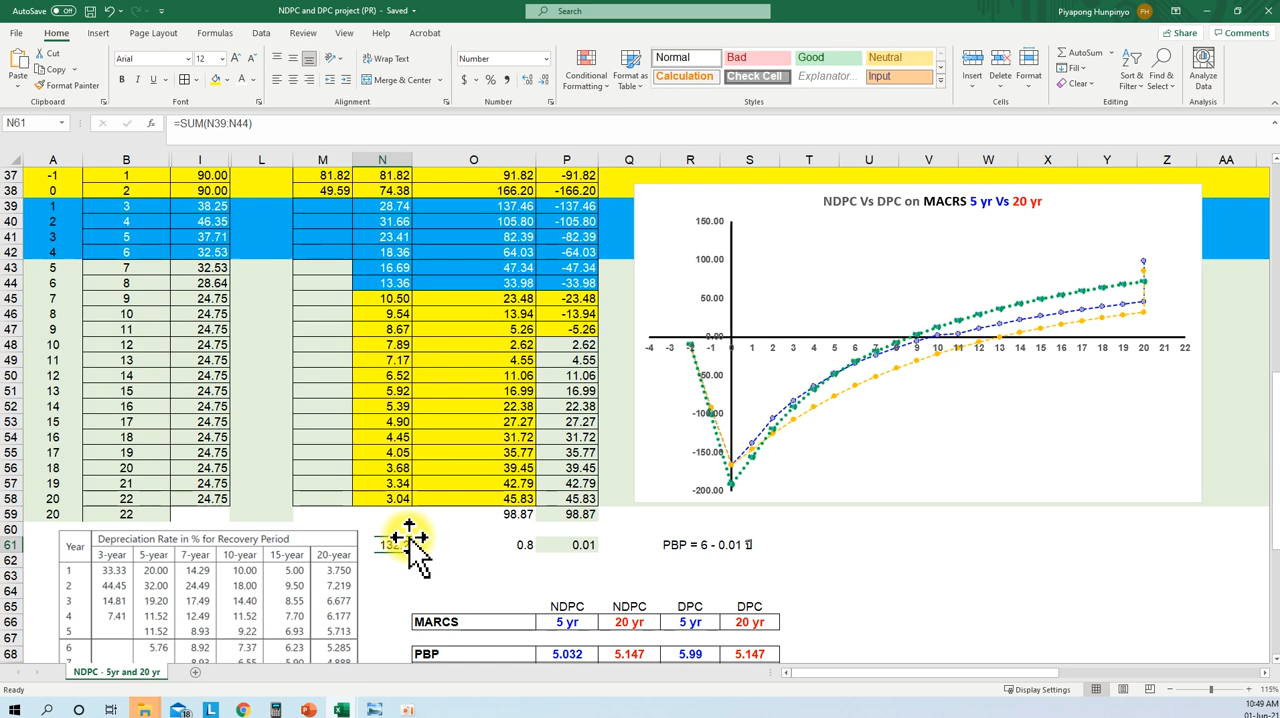 AutoSave Off NDPC and DPC project (PR) - Saved Search Piyapong Hunpinyo PH
File Home Insert Page Layout Formulas Data Review View Help Acrobat Share Comments
Paste Cut Copy Format Painter Clipboard
Arial 12 A A B I U A Font
Wrap Text Merge & Center Alignment
Number $ % 9 Number
Conditional Formatting Format as Table
Normal Bad Good Neutral
Calculation Check Cell Explanator... Input
Styles
Insert Delete Format Cells
AutoSum Fill Clear Sort & Filter Find & Select Editing
Analyze Data Analysis
N61 fx =SUM(N39:N44)
A B I L M N O P Q R S T U V W X Y Z AA
37 -1 1 90.00 81.82 81.82 91.82 -91.82
38 0 2 90.00 49.59 74.38 166.20 -166.20
39 1 3 38.25 28.74 137.46 -137.46
40 2 4 46.35 31.66 105.80 -105.80
41 3 5 37.71 23.41 82.39 -82.39
42 4 6 32.53 18.36 64.03 -64.03
43 5 7 32.53 16.69 47.34 -47.34
44 6 8 28.64 13.36 33.98 -33.98
45 7 9 24.75 10.50 23.48 -23.48
46 8 10 24.75 9.54 13.94 -13.94
47 9 11 24.75 8.67 5.26 -5.26
48 10 12 24.75 7.89 2.62 2.62
49 11 13 24.75 7.17 4.55 4.55
50 12 14 24.75 6.52 11.06 11.06
51 13 15 24.75 5.92 16.99 16.99
52 14 16 24.75 5.39 22.38 22.38
53 15 17 24.75 4.90 27.27 27.27
54 16 18 24.75 4.45 31.72 31.72
55 17 19 24.75 4.05 35.77 35.77
56 18 20 24.75 3.68 39.45 39.45
57 19 21 24.75 3.34 42.79 42.79
58 20 22 24.75 3.04 45.83 45.83
59 20 22 98.87 98.87
60
61 0.8 0.01 PBP = 6 - 0.01 ปี
62
63
64
65 NDPC NDPC DPC DPC
66 MARCS 5 yr 20 yr 5 yr 20 yr
67
68 PBP 5.032 5.147 5.99 5.147
NDPC Vs DPC on MACRS 5 yr Vs 20 yr
150.00
100.00
50.00
0.00
-4 -3 -2 -1 0 1 2 3 4 5 6 7 8 9 10 11 12 13 14 15 16 17 18 19 20 21 22
-50.00
-100.00
-150.00
-200.00
Year Depreciation Rate in % for Recovery Period
3-year 5-year 7-year 10-year 15-year 20-year
1 33.33 20.00 14.29 10.00 5.00 3.750
2 44.45 32.00 24.49 18.00 9.50 7.219
3 14.81 19.20 17.49 14.40 8.55 6.677
4 7.41 11.52 12.49 11.52 7.70 6.177
5 11.52 8.93 9.22 6.93 5.713
6 5.76 8.92 7.37 6.23 5.285
NDPC - 5yr and 20 yr
Ready Display Settings 115%
10:49 AM
01-Jun-21